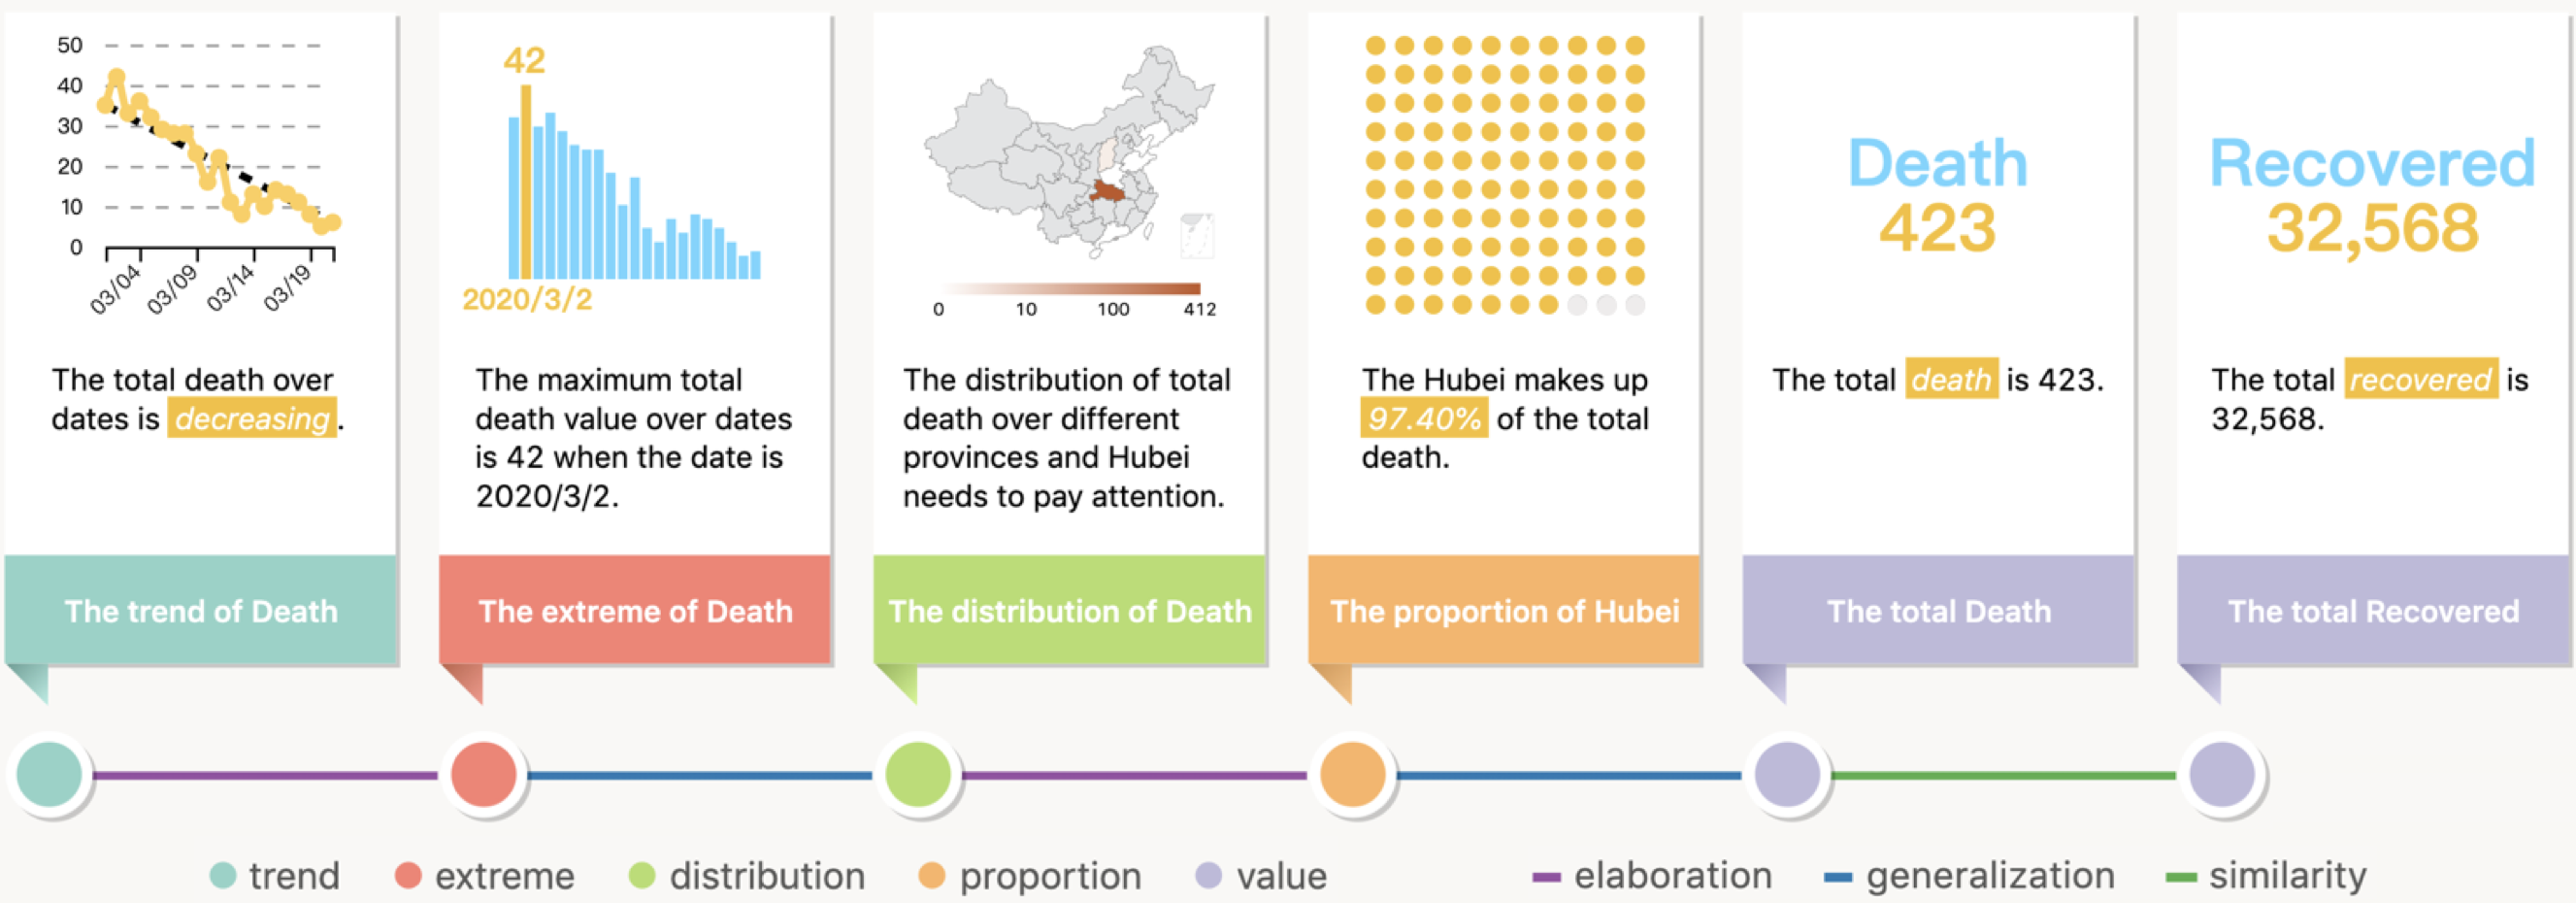 50
40
30
20
10
0
03/04
03/09
03/14
03/19
The total death over
dates is decreasing.
The trend of Death
42
2020/3/2
The maximum total
death value over dates
is 42 when the date is
2020/3/2.
The extreme of Death
0 10 100 412
The distribution of total
death over different
provinces and Hubei
needs to pay attention.
The distribution of Death
The Hubei makes up
97.40% of the total
death.
The proportion of Hubei
Death
423
The total death is 423.
The total Death
Recovered
32,568
The total recovered is
32,568.
The total Recovered
trend extreme distribution proportion value elaboration generalization similarity